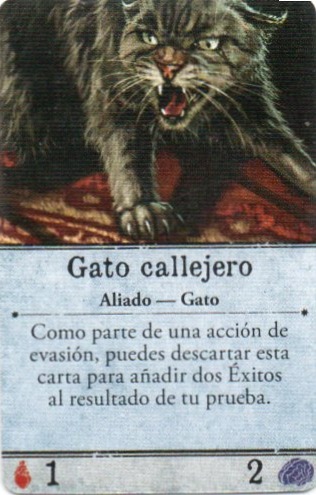 Gato callejero
Aliado — Gato
Como parte de una acción de
evasión, puedes descartar esta
carta para añadir dos Éxitos
al resultado de tu prueba.
1 2